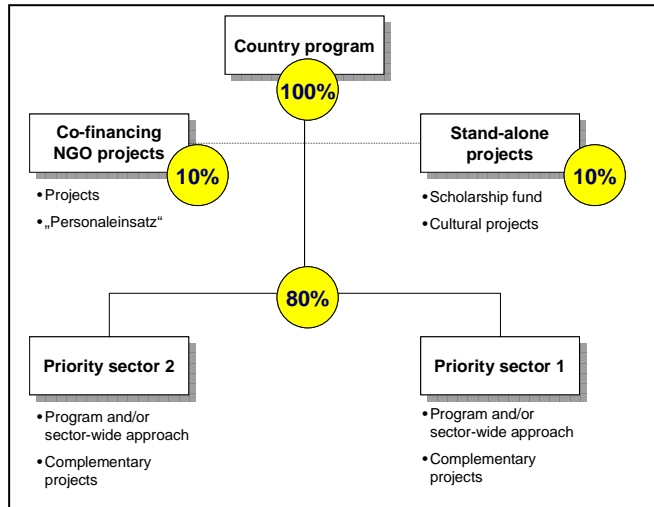 Country program
100%
Co-financing
NGO projects
10%
• Projects
• „Personaleinsatz“
Stand-alone
projects
10%
• Scholarship fund
• Cultural projects
80%
Priority sector 2
• Program and/or
sector-wide approach
• Complementary
projects
Priority sector 1
• Program and/or
sector-wide approach
• Complementary
projects